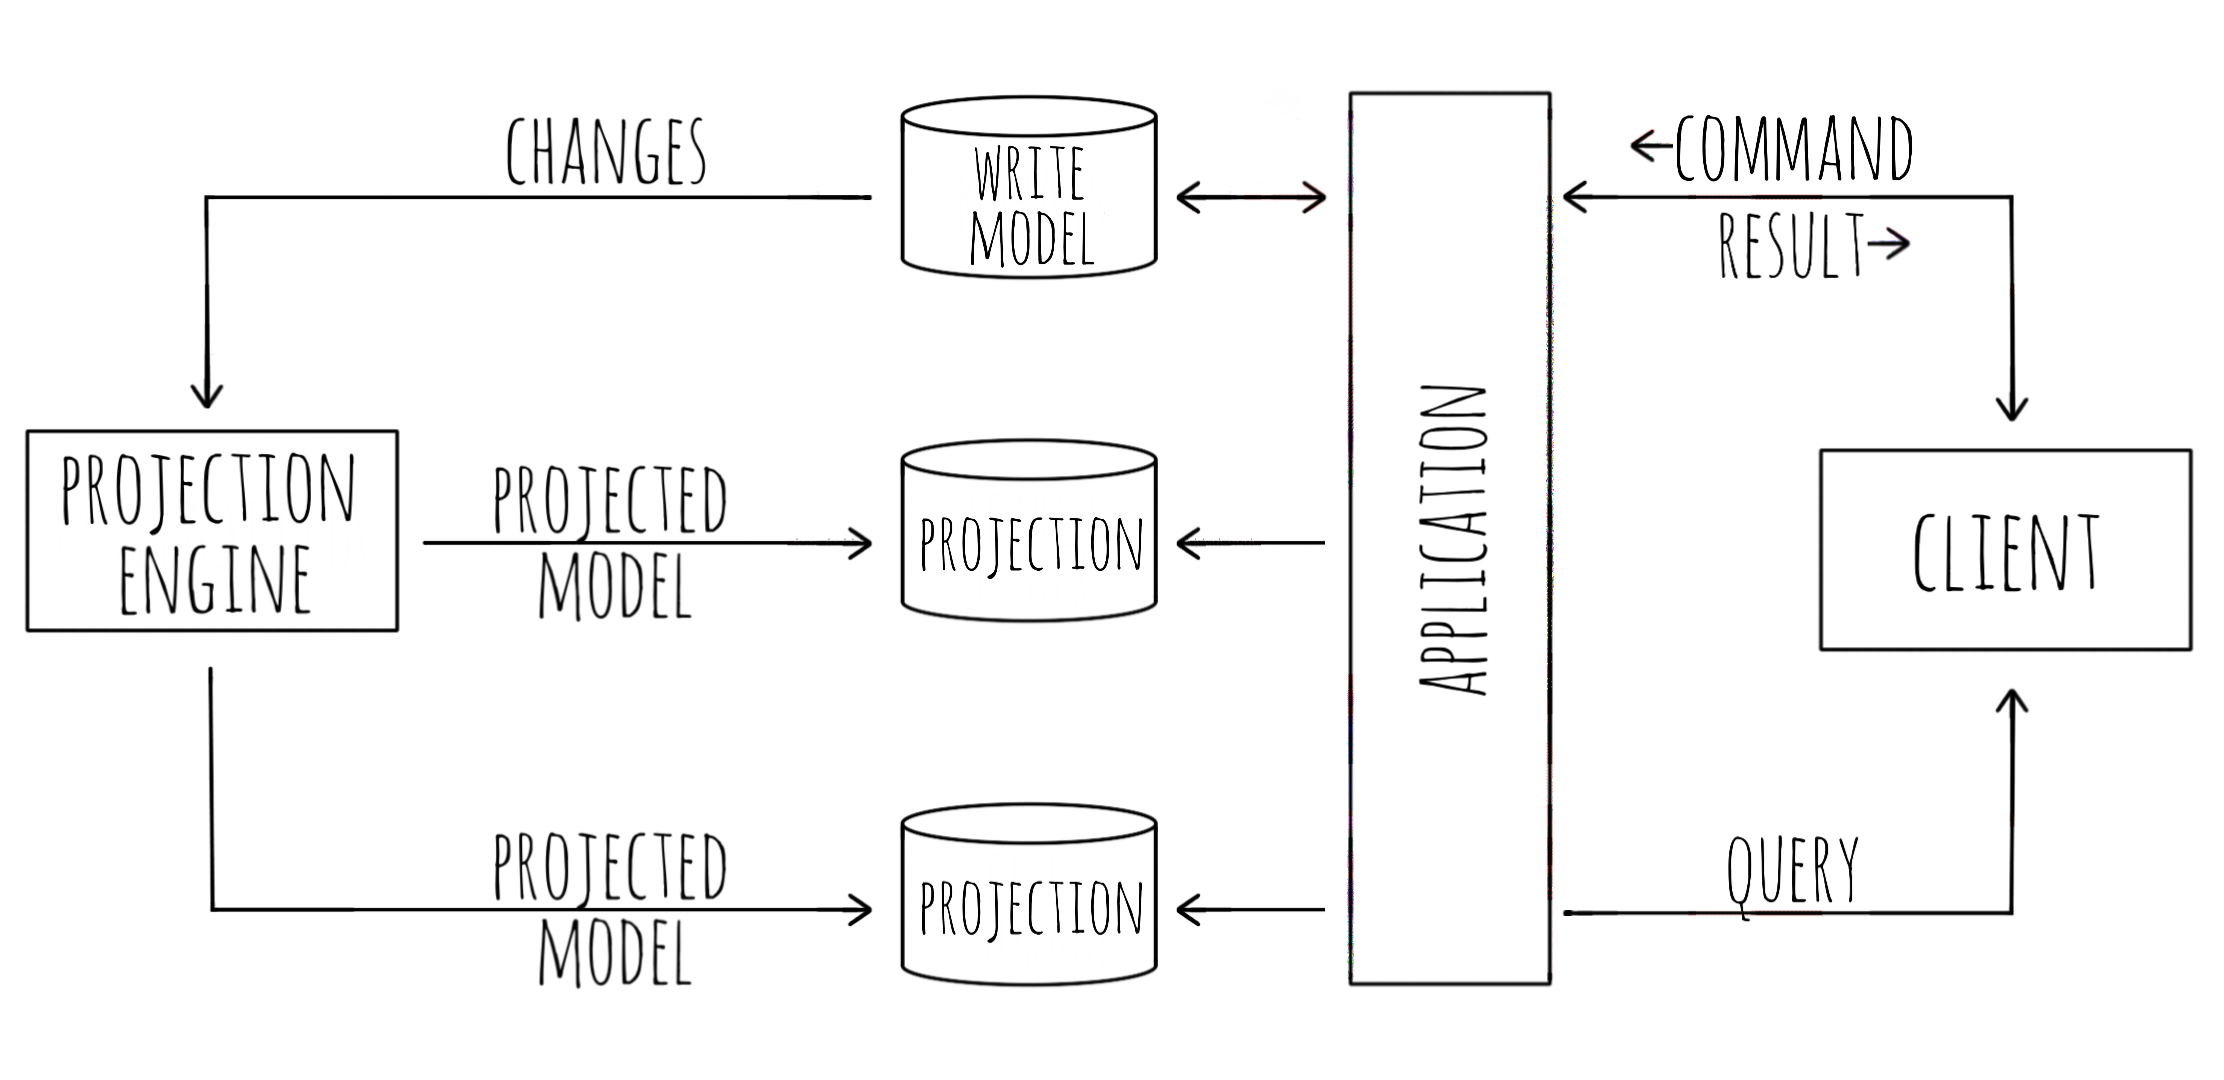 CHANGES
WRITE
MODEL
←COMMAND
RESULT→
PROJECTION
ENGINE
PROJECTED
MODEL
PROJECTION
APPLICATION
CLIENT
PROJECTED
MODEL
PROJECTION
QUERY